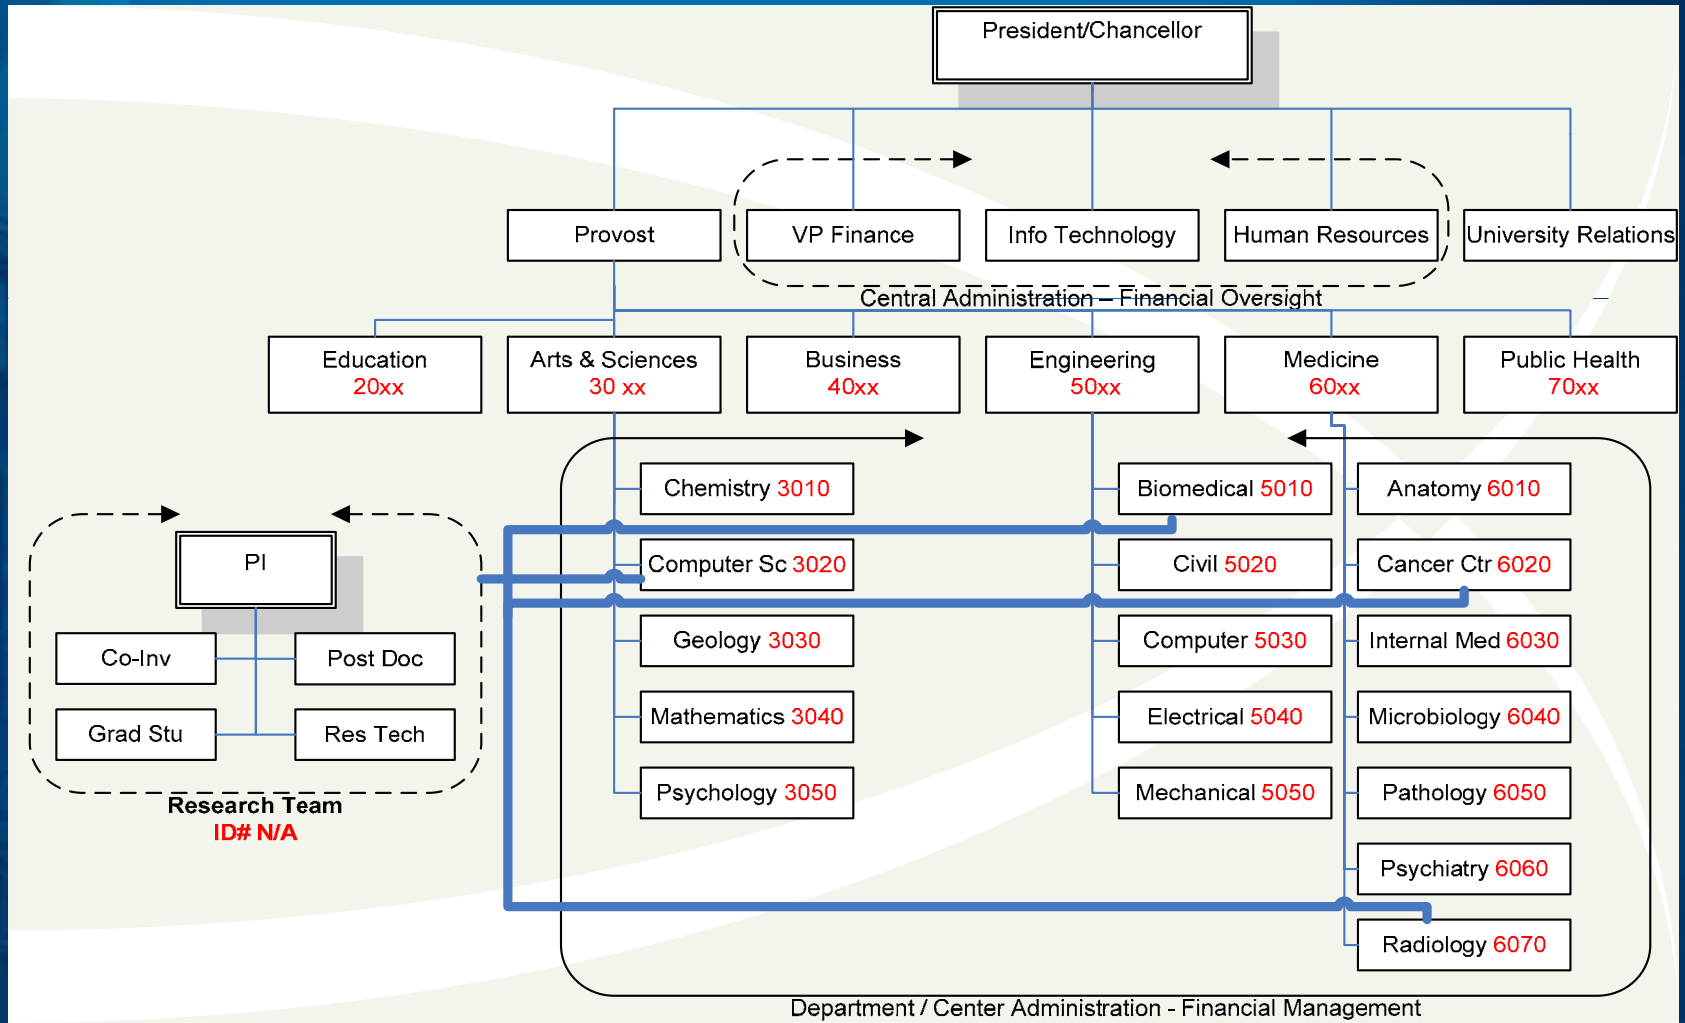 President/Chancellor
Provost
VP Finance
Info Technology
Human Resources
University Relations
Central Administration – Financial Oversight
Education
20xx
Arts & Sciences
30 xx
Business
40xx
Engineering
50xx
Medicine
60xx
Public Health
70xx
Chemistry 3010
Computer Sc 3020
Geology 3030
Mathematics 3040
Psychology 3050
Biomedical 5010
Civil 5020
Computer 5030
Electrical 5040
Mechanical 5050
Anatomy 6010
Cancer Ctr 6020
Internal Med 6030
Microbiology 6040
Pathology 6050
Psychiatry 6060
Radiology 6070
PI
Co-Inv
Post Doc
Grad Stu
Res Tech
Research Team
ID# N/A
Department / Center Administration - Financial Management